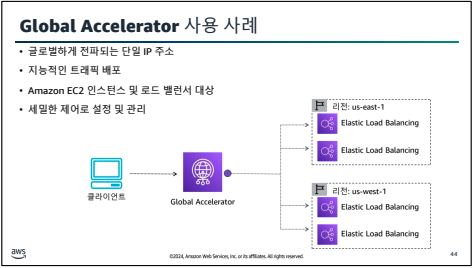 Global Accelerator 사용 사례
• 글로벌하게 전파되는 단일 IP 주소
• 지능적인 트래픽 배포
• Amazon EC2 인스턴스 및 로드 밸런서 대상
• 세밀한 제어로 설정 및 관리
리전: us-east-1
Elastic Load Balancing
Elastic Load Balancing
클라이언트
Global Accelerator
리전: us-west-1
Elastic Load Balancing
Elastic Load Balancing
aws
©2024, Amazon Web Services, Inc. or its affiliates. All rights reserved.
44